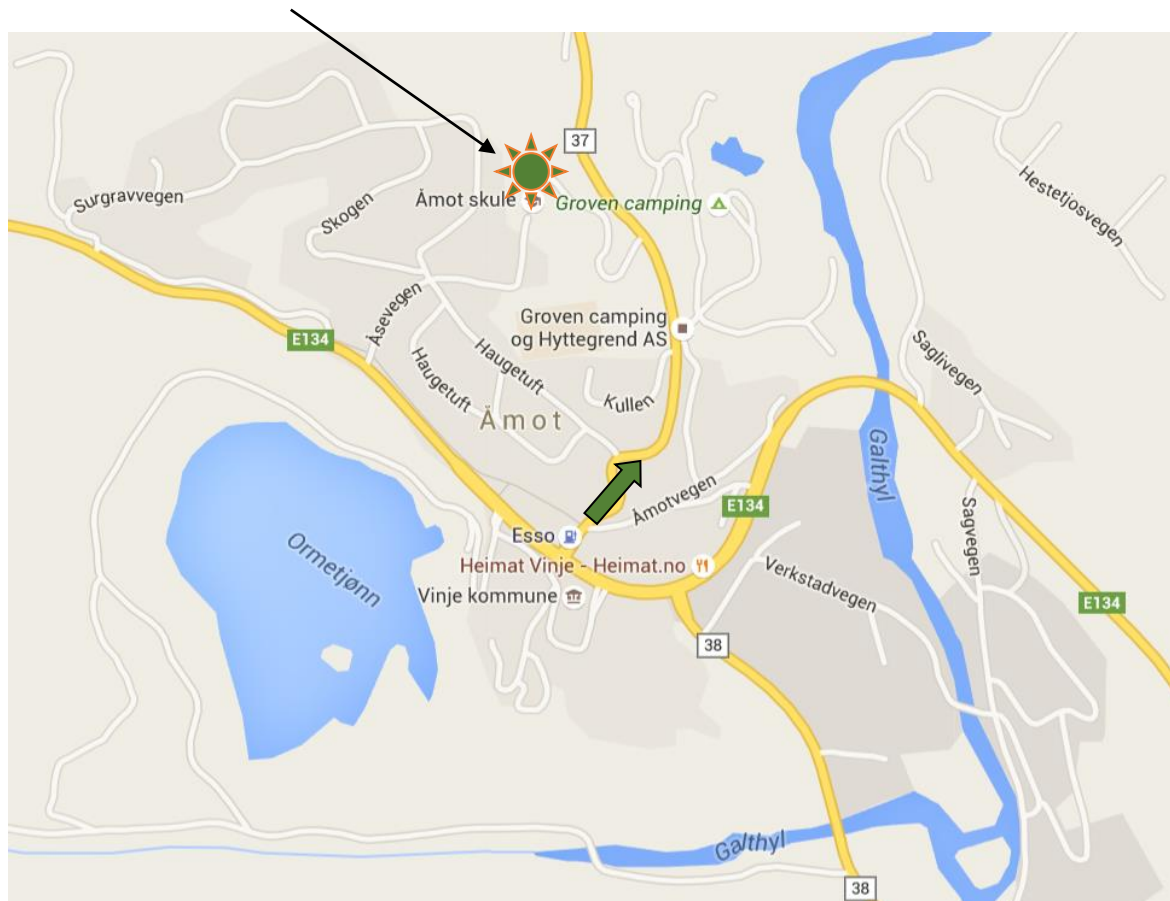 37
Surgravvegen
Skogen
Åmot skule
Groven camping
Hestetjosvegen
E134
Åsevegen
Groven camping
og Hyttegrend AS
Haugetuft
Haugetuft
Saglivegen
Kullen
Åmot
Galthyl
Åmotvegen
E134
Sagvegen
Esso
Ormetjønn
Heimat Vinje - Heimat.no
Verkstadvegen
Vinje kommune
E134
38
Galthyl
38